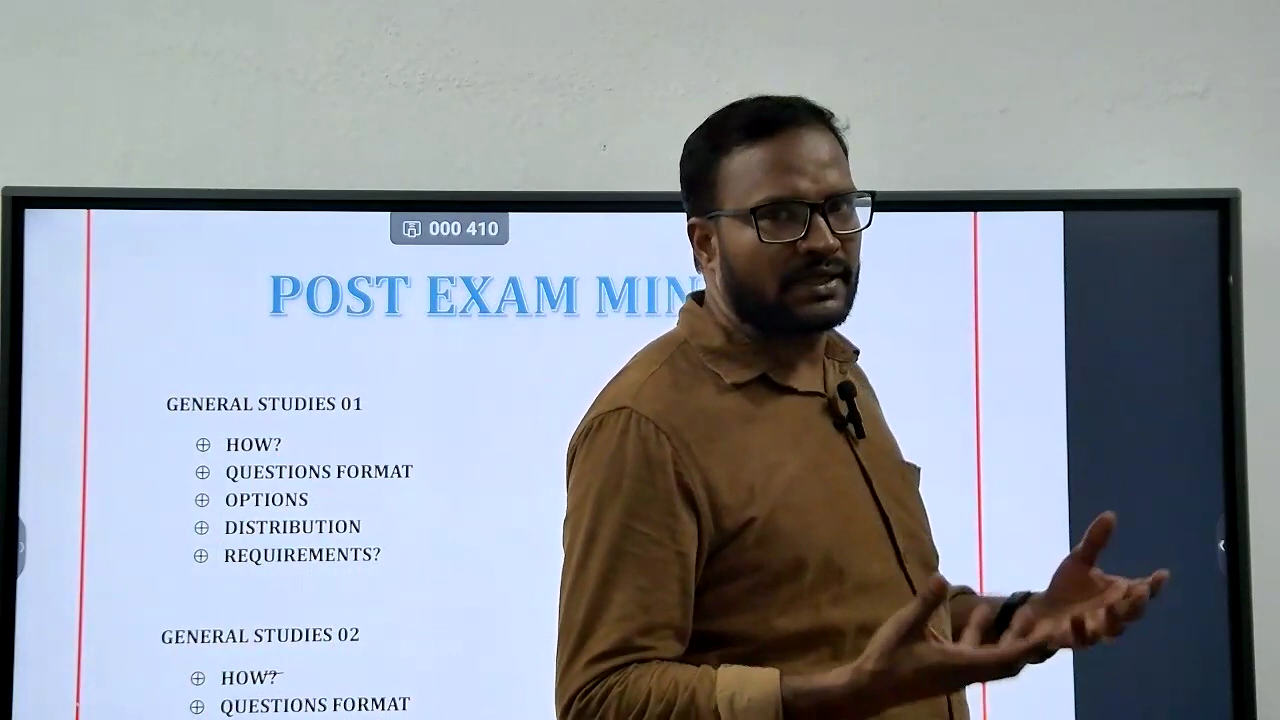 000 410
POST EXAM MIN
GENERAL STUDIES 01
⊕ HOW?
⊕ QUESTIONS FORMAT
⊕ OPTIONS
⊕ DISTRIBUTION
⊕ REQUIREMENTS?
GENERAL STUDIES 02
⊕ HOW?
⊕ QUESTIONS FORMAT